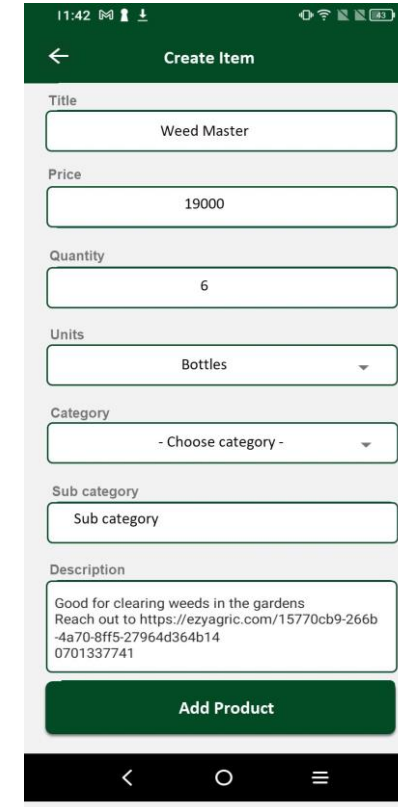 11:42
43
Create Item
Title
Weed Master
Price
19000
Quantity
6
Units
Bottles
Category
- Choose category -
Sub category
Sub category
Description
Good for clearing weeds in the gardens
Reach out to https://ezyagric.com/15770cb9-266b
-4a70-8ff5-27964d364b14
0701337741
Add Product